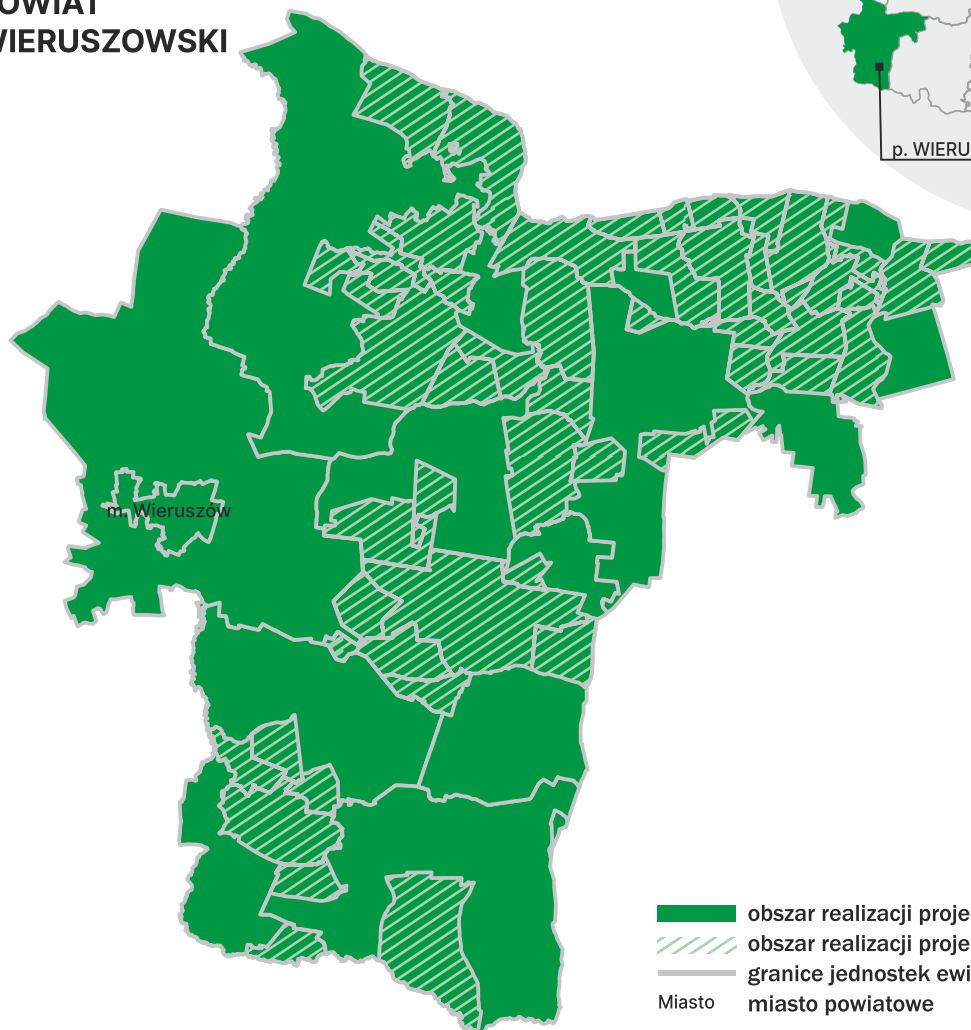 WIERUSZOWSKI
p. WIERU
m. Wieruszów
obszar realizacji proje
obszar realizacji proje
granice jednostek ewi
Miasto miasto powiatowe